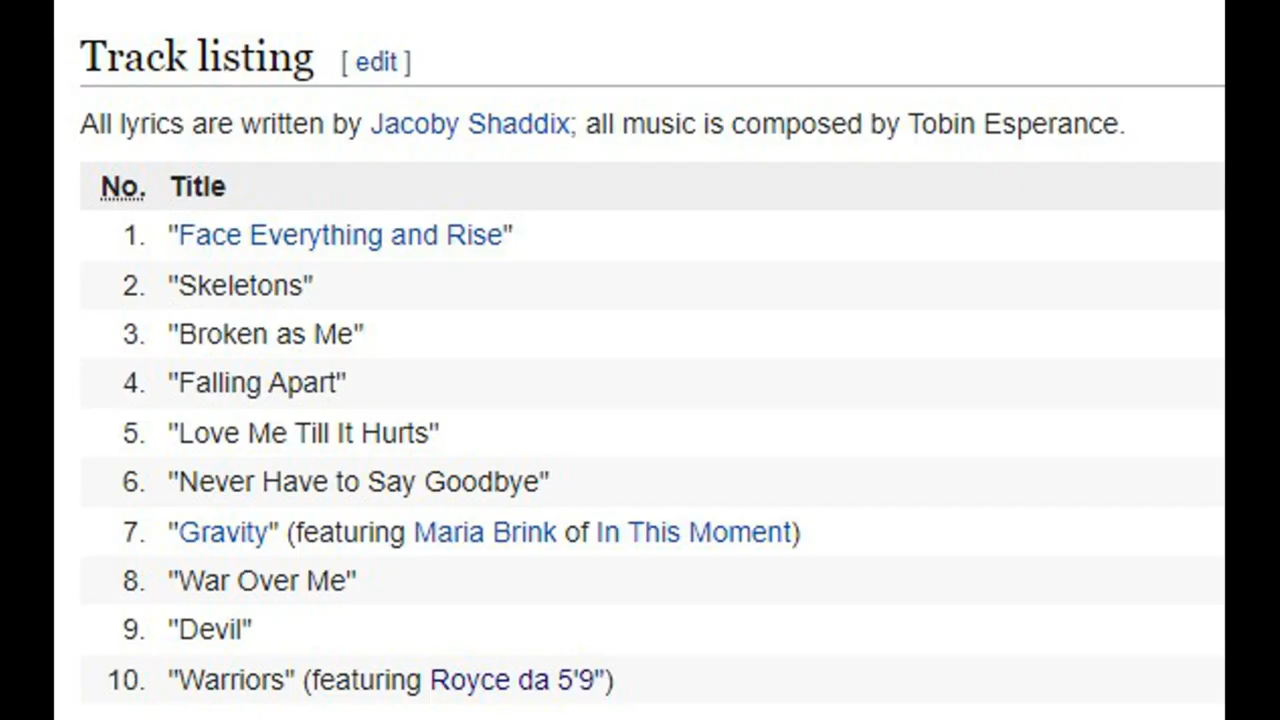 Track listing [ edit ]
All lyrics are written by Jacoby Shaddix; all music is composed by Tobin Esperance.
No. Title
1. "Face Everything and Rise"
2. "Skeletons"
3. "Broken as Me"
4. "Falling Apart"
5. "Love Me Till It Hurts"
6. "Never Have to Say Goodbye"
7. "Gravity" (featuring Maria Brink of In This Moment)
8. "War Over Me"
9. "Devil"
10. "Warriors" (featuring Royce da 5'9")